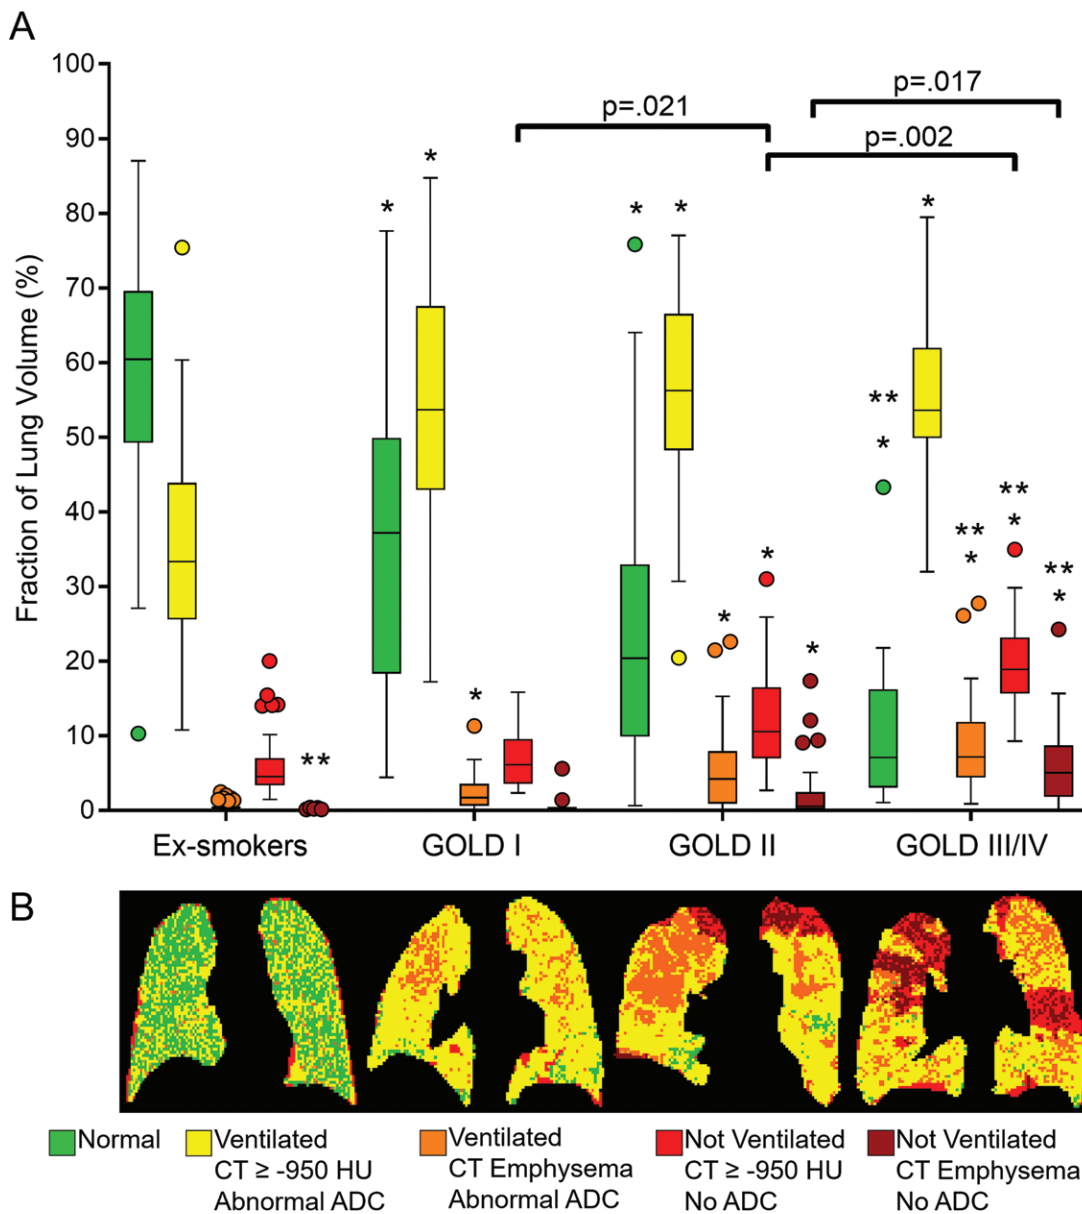 A
Fraction of Lung Volume (%)
100
90
80
70
60
50
40
30
20
10
0
p=.021
p=.017
p=.002
*
*
*
*
*
**
*
**
*
*
*
*
*
**
*
**
*
**
*
Ex-smokers
GOLD I
GOLD II
GOLD III/IV
B
Normal
Ventilated
CT ≥ -950 HU
Abnormal ADC
Ventilated
CT Emphysema
Abnormal ADC
Not Ventilated
CT ≥ -950 HU
No ADC
Not Ventilated
CT Emphysema
No ADC